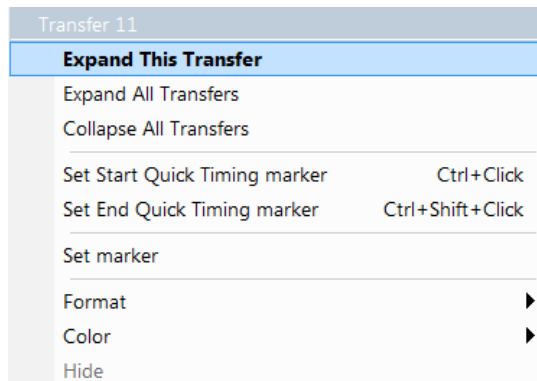 Transfer 11
Expand This Transfer
Expand All Transfers
Collapse All Transfers
Set Start Quick Timing marker Ctrl+Click
Set End Quick Timing marker Ctrl+Shift+Click
Set marker
Format
Color
Hide